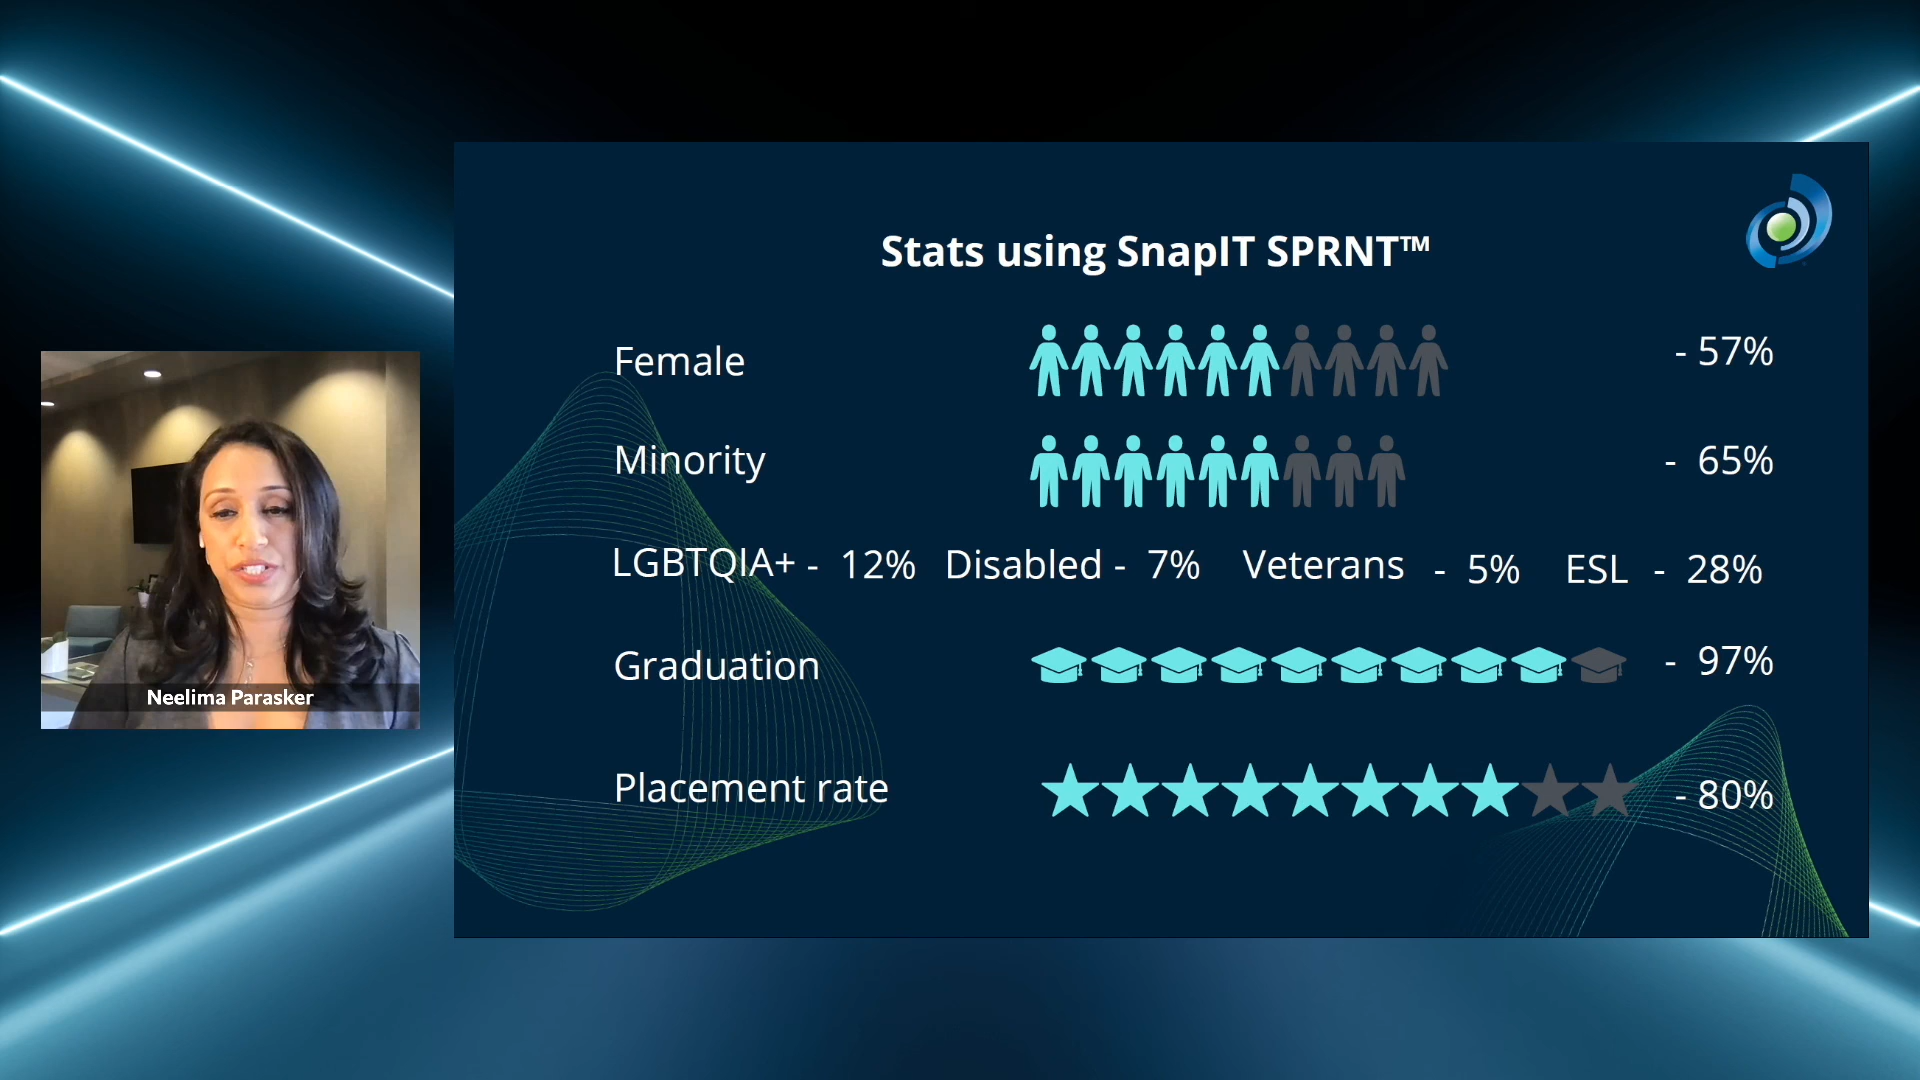 Stats using SnapIT SPRNT™
Female - 57%
Minority - 65%
LGBTQIA+ - 12% Disabled - 7% Veterans - 5% ESL - 28%
Graduation - 97%
Placement rate - 80%
Neelima Parasker